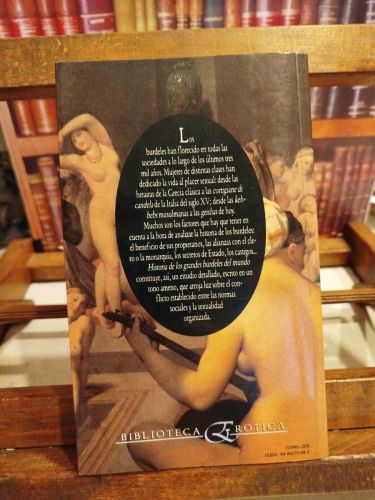 Los
burdeles han florecido en todas las
sociedades a lo largo de los últimos tres
mil años. Mujeres de distintas clases han
dedicado la vida al placer sexual: desde las
hetairas de la Grecia clásica a las cortigiane di
candela de la Italia del siglo XV; desde las keh-
behs musulmanas a las geishas de hoy.
Muchos son los factores que hay que tener en
cuenta a la hora de analizar la historia de los burdeles:
el beneficio de sus propietarios, las alianzas con el cle-
ro o la monarquía, los secretos de Estado, los castigos...
Historia de los grandes burdeles del mundo
constituye, así, un estudio detallado, escrito en un
tono ameno, que arroja luz sobre el con-
flicto establecido entre las normas
sociales y la sexualidad
organizada.
BIBLIOTECA EROTICA